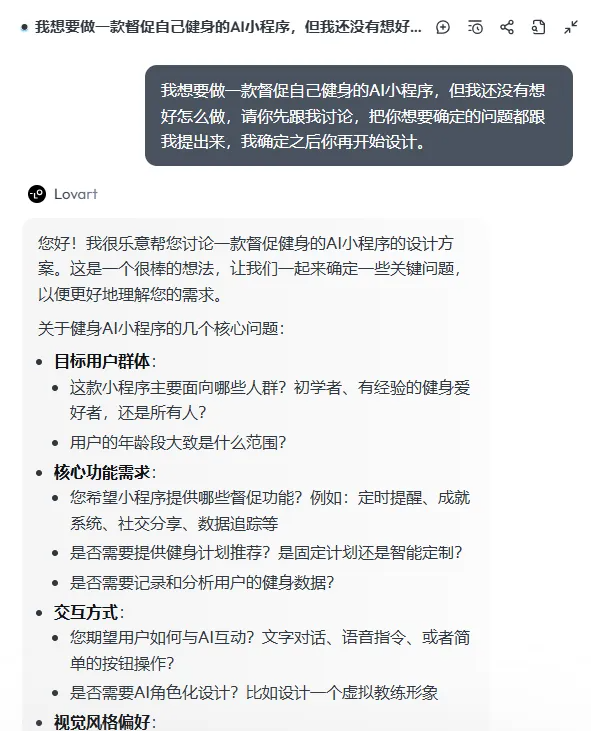 我想要做一款督促自己健身的AI小程序，但我还没有想好...
我想要做一款督促自己健身的AI小程序，但我还没有想
好怎么做，请你先跟我讨论，把你想要确定的问题都跟
我提出来，我确定之后你再开始设计。
Lovart
您好！我很乐意帮您讨论一款督促健身的AI小程序的设计方
案。这是一个很棒的想法，让我们一起来确定一些关键问题，
以便更好地理解您的需求。
关于健身AI小程序的几个核心问题：
目标用户群体：
这款小程序主要面向哪些人群？初学者、有经验的健身爱
好者，还是所有人？
用户的年龄段大致是什么范围？
核心功能需求：
您希望小程序提供哪些督促功能？例如：定时提醒、成就
系统、社交分享、数据追踪等
是否需要提供健身计划推荐？是固定计划还是智能定制？
是否需要记录和分析用户的健身数据？
交互方式：
您期望用户如何与AI互动？文字对话、语音指令、或者简
单的按钮操作？
是否需要AI角色化设计？比如设计一个虚拟教练形象
视觉风格偏好：